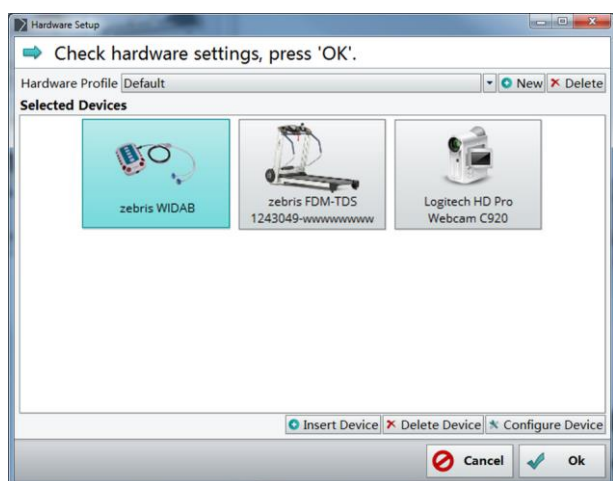 Hardware Setup
Check hardware settings, press 'OK'.
Hardware Profile Default New Delete
Selected Devices
zebris WIDAB
zebris FDM-TDS
1243049-wwwwwwwww
Logitech HD Pro
Webcam C920
Insert Device Delete Device Configure Device
Cancel Ok